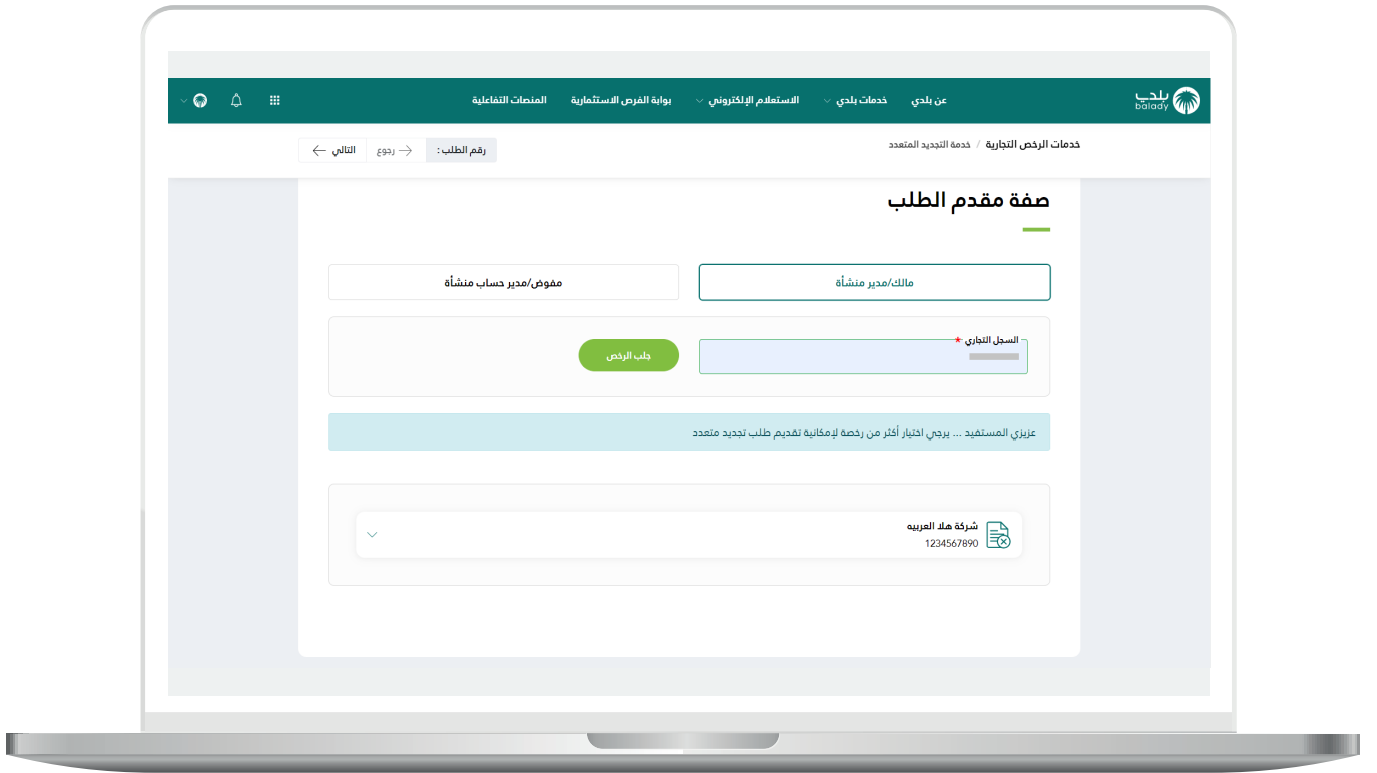 بلدي
balady
عن بلدي
خدمات بلدي
الاستعلام الإلكتروني
بوابة الفرص الاستثمارية
المنصات التفاعلية
خدمات الرخص التجارية / خدمة التجديد المتعدد
رقم الطلب :
رجوع
التالي
صفة مقدم الطلب
مالك/مدير منشأة
مفوض/مدير حساب منشأة
السجل التجاري *
جلب الرخص
عزيزي المستفيد ... يرجي اختيار أكثر من رخصة لإمكانية تقديم طلب تجديد متعدد
شركة هلا العربيه
1234567890